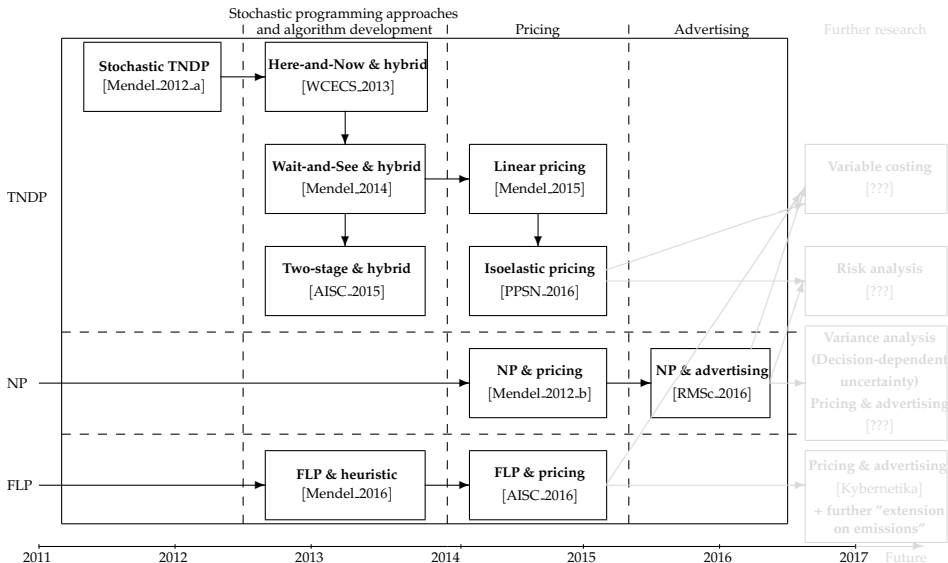 Stochastic programming approaches
and algorithm development
Pricing
Advertising
Further research
TNDP
Stochastic TNDP
[Mendel_2012_a]
Here-and-Now & hybrid
[WCECS_2013]
Wait-and-See & hybrid
[Mendel_2014]
Linear pricing
[Mendel_2015]
Variable costing
[???]
Two-stage & hybrid
[AISC_2015]
Isoelastic pricing
[PPSN_2016]
Risk analysis
[???]
NP
NP & pricing
[Mendel_2012_b]
NP & advertising
[RMSc_2016]
Variance analysis
(Decision-dependent
uncertainty)
Pricing & advertising
[???]
FLP
FLP & heuristic
[Mendel_2016]
FLP & pricing
[AISC_2016]
Pricing & advertising
[Kybernetika]
+ further "extension
on emissions"
2011 2012 2013 2014 2015 2016 2017 Future